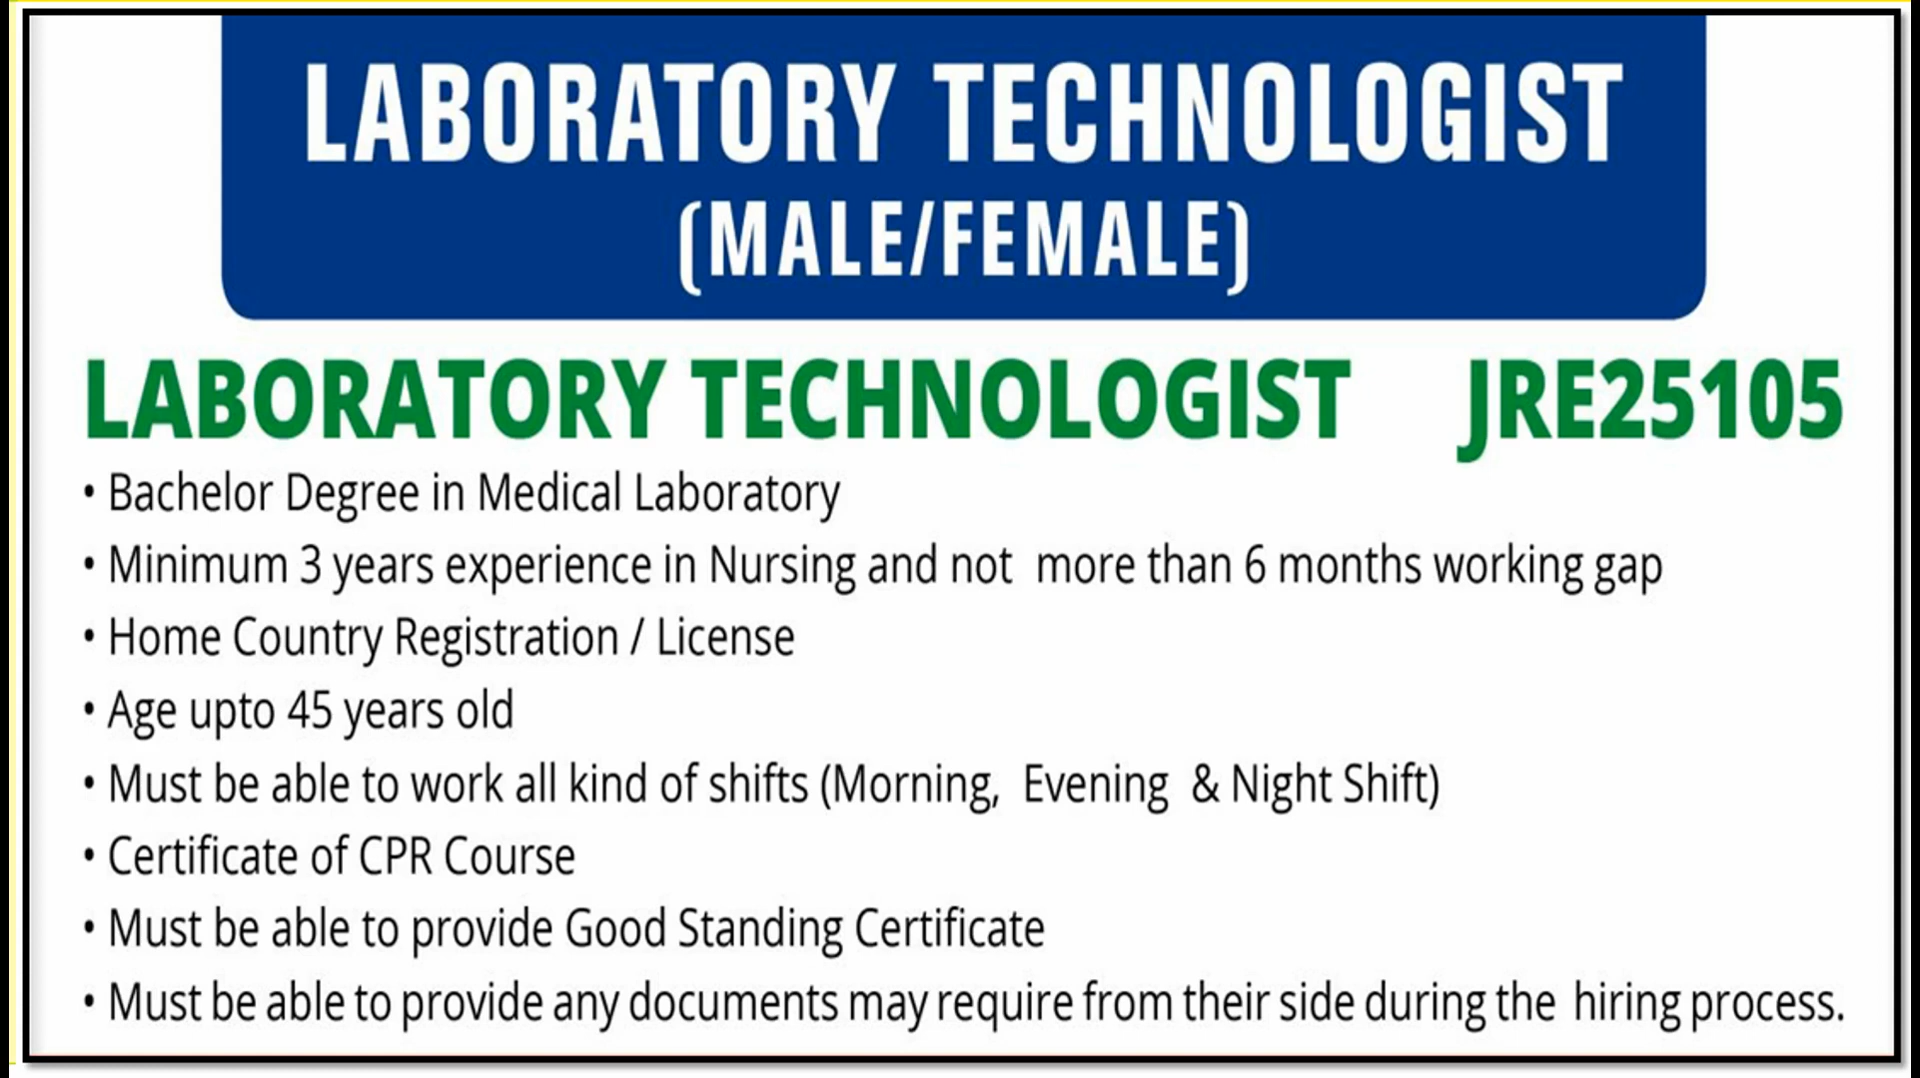 LABORATORY TECHNOLOGIST
(MALE/FEMALE)
LABORATORY TECHNOLOGIST JRE25105
• Bachelor Degree in Medical Laboratory
• Minimum 3 years experience in Nursing and not more than 6 months working gap
• Home Country Registration / License
• Age upto 45 years old
• Must be able to work all kind of shifts (Morning, Evening & Night Shift)
• Certificate of CPR Course
• Must be able to provide Good Standing Certificate
• Must be able to provide any documents may require from their side during the hiring process.